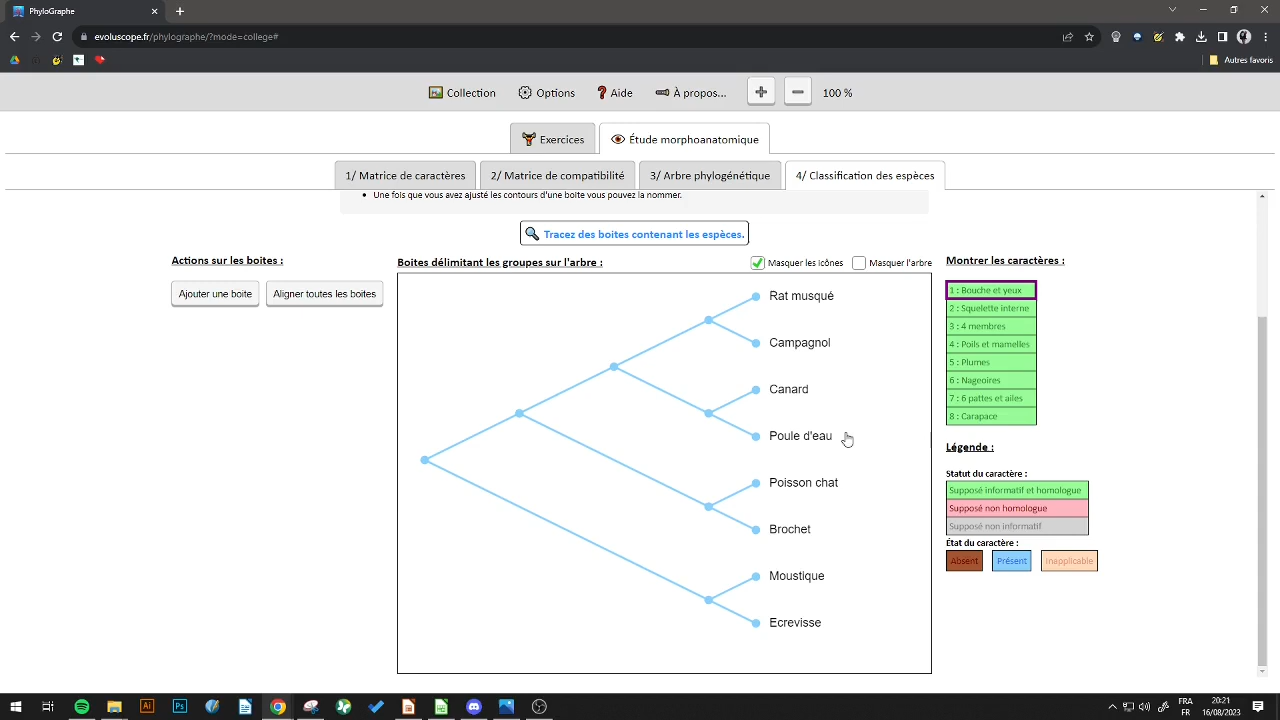 PhyloGraphe
evoluscope.fr/phylographe/?mode=college#
Autres favoris
Collection
Options
Aide
À propos...
100 %
Exercices
Étude morphoanatomique
1/ Matrice de caractères
2/ Matrice de compatibilité
3/ Arbre phylogénétique
4/ Classification des espèces
• Une fois que vous avez ajusté les contours d'une boite vous pouvez la nommer.
Tracez des boites contenant les espèces.
Actions sur les boites :
Ajouter une boite
Aligner toutes les boites
Boites délimitant les groupes sur l'arbre :
Masquer les icônes
Masquer l'arbre
Rat musqué
Campagnol
Canard
Poule d'eau
Poisson chat
Brochet
Moustique
Ecrevisse
Montrer les caractères :
1 : Bouche et yeux
2 : Squelette interne
3 : 4 membres
4 : Poils et mamelles
5 : Plumes
6 : Nageoires
7 : 6 pattes et ailes
8 : Carapace
Légende :
Statut du caractère :
Supposé informatif et homologue
Supposé non homologue
Supposé non informatif
État du caractère :
Absent
Présent
Inapplicable
Ai
Ps
FRA
FR
20:21
16/08/2023